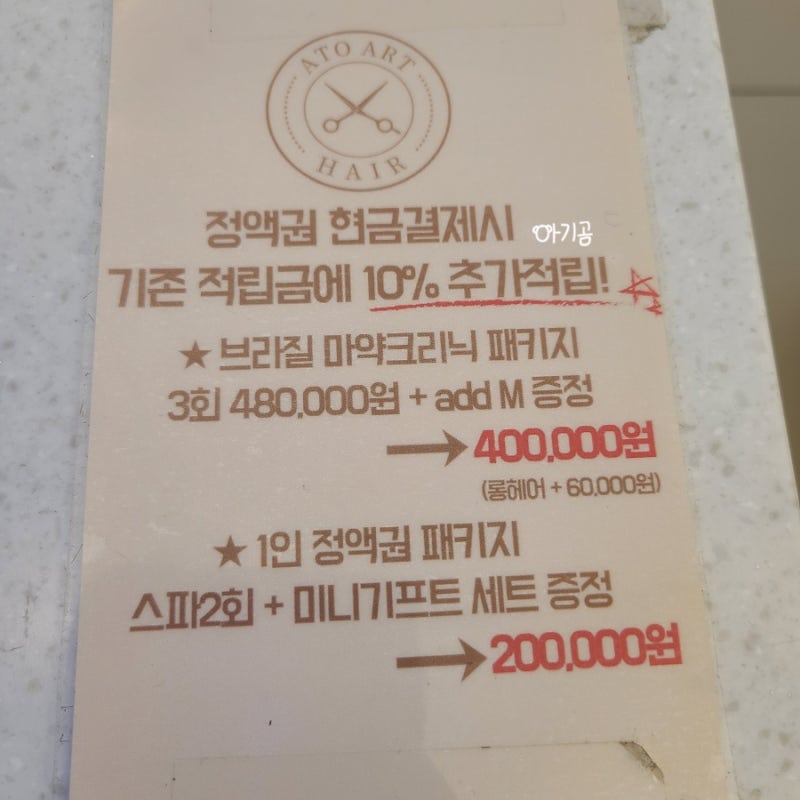 ATO ART
HAIR
정액권 현금결제시
아기곰
기존 적립금에 10% 추가적립!
★ 브라질 마약크리닉 패키지
3회 480,000원 + add M 증정
→ 400,000원
(롱헤어 + 60,000원)
★ 1인 정액권 패키지
스파2회 + 미니기프트 세트 증정
→ 200,000원